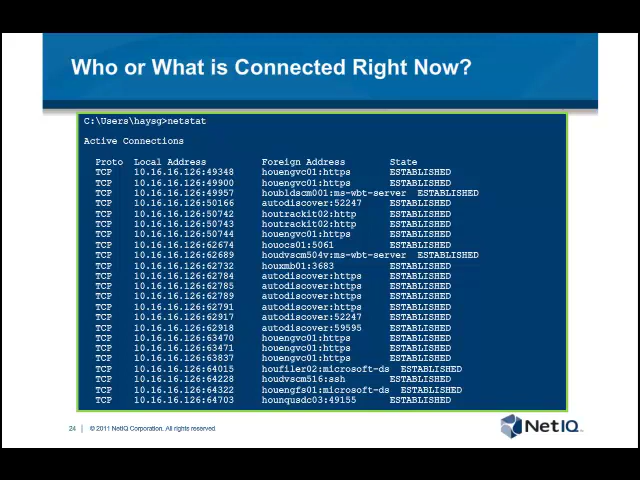 Who or What is Connected Right Now?
C:\Users\haysg>netstat
Active Connections
Proto Local Address Foreign Address State
TCP 10.16.16.126:49348 houengvc01:https ESTABLISHED
TCP 10.16.16.126:49900 houengvc01:https ESTABLISHED
TCP 10.16.16.126:49957 houbldscm001:ms-wbt-server ESTABLISHED
TCP 10.16.16.126:50166 autodiscover:52247 ESTABLISHED
TCP 10.16.16.126:50742 houtrackit02:http ESTABLISHED
TCP 10.16.16.126:50743 houtrackit02:http ESTABLISHED
TCP 10.16.16.126:50744 houengvc01:https ESTABLISHED
TCP 10.16.16.126:62674 houocs01:5061 ESTABLISHED
TCP 10.16.16.126:62689 houdvscm504v:ms-wbt-server ESTABLISHED
TCP 10.16.16.126:62732 houxmb01:3683 ESTABLISHED
TCP 10.16.16.126:62784 autodiscover:https ESTABLISHED
TCP 10.16.16.126:62785 autodiscover:https ESTABLISHED
TCP 10.16.16.126:62789 autodiscover:https ESTABLISHED
TCP 10.16.16.126:62791 autodiscover:https ESTABLISHED
TCP 10.16.16.126:62917 autodiscover:52247 ESTABLISHED
TCP 10.16.16.126:62918 autodiscover:59595 ESTABLISHED
TCP 10.16.16.126:63470 houengvc01:https ESTABLISHED
TCP 10.16.16.126:63471 houengvc01:https ESTABLISHED
TCP 10.16.16.126:63837 houengvc01:https ESTABLISHED
TCP 10.16.16.126:64015 houfiler02:microsoft-ds ESTABLISHED
TCP 10.16.16.126:64228 houdvscm516:ssh ESTABLISHED
TCP 10.16.16.126:64322 houengfs01:microsoft-ds ESTABLISHED
TCP 10.16.16.126:64703 hounqusdc03:49155 ESTABLISHED
24 | © 2011 NetIQ Corporation. All rights reserved
NetIQ